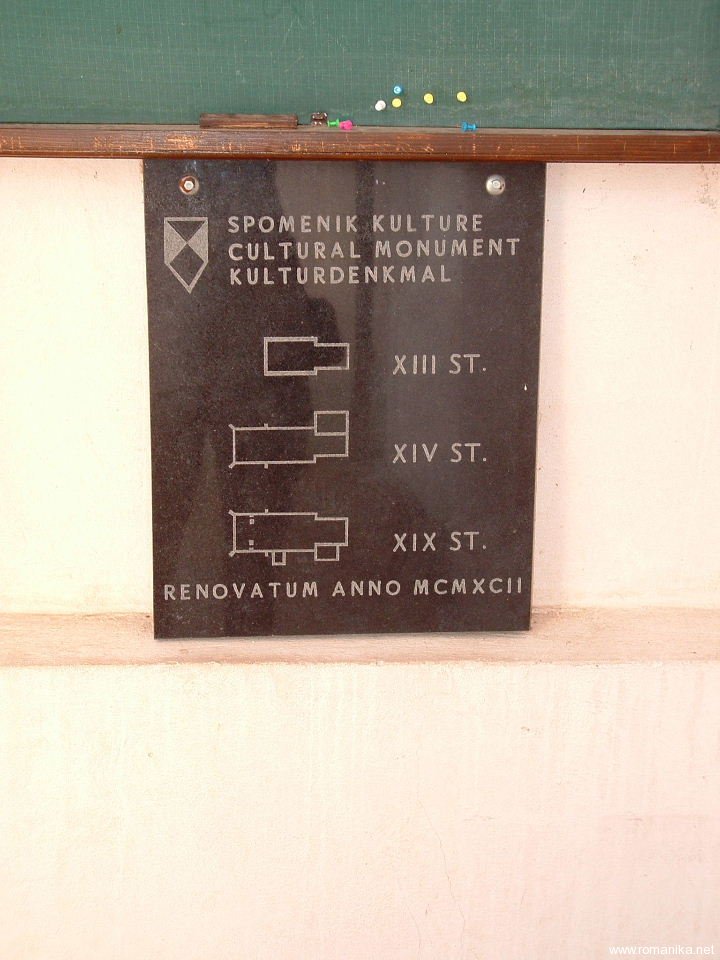 SPOMENIK KULTURE
CULTURAL MONUMENT
KULTURDENKMAL
XIII ST.
XIV ST.
XIX ST.
RENOVATUM ANNO MCMXCII
www.romanika.net